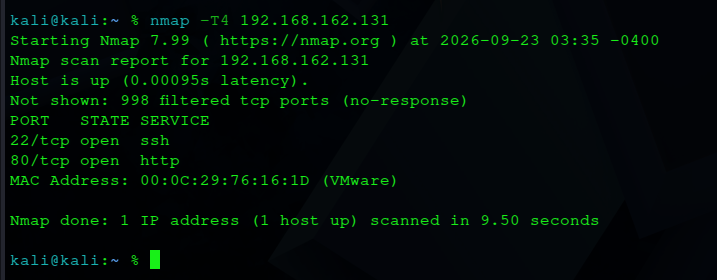 kali@kali:~ % nmap -T4 192.168.162.131
Starting Nmap 7.99 ( https://nmap.org ) at 2026-09-23 03:35 -0400
Nmap scan report for 192.168.162.131
Host is up (0.00095s latency).
Not shown: 998 filtered tcp ports (no-response)
PORT   STATE SERVICE
22/tcp open  ssh
80/tcp open  http
MAC Address: 00:0C:29:76:16:1D (VMware)
Nmap done: 1 IP address (1 host up) scanned in 9.50 seconds
kali@kali:~ %